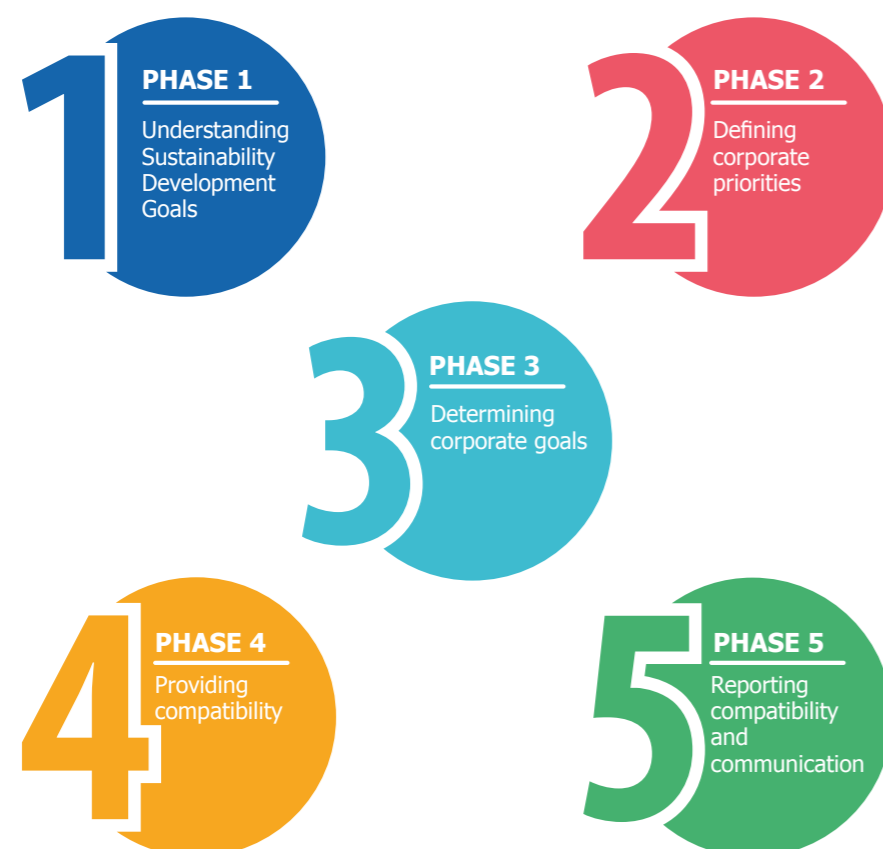 1
PHASE 1
Understanding
Sustainability
Development
Goals
2
PHASE 2
Defining
corporate
priorities
3
PHASE 3
Determining
corporate goals
4
PHASE 4
Providing
compatibility
5
PHASE 5
Reporting
compatibility
and
communication